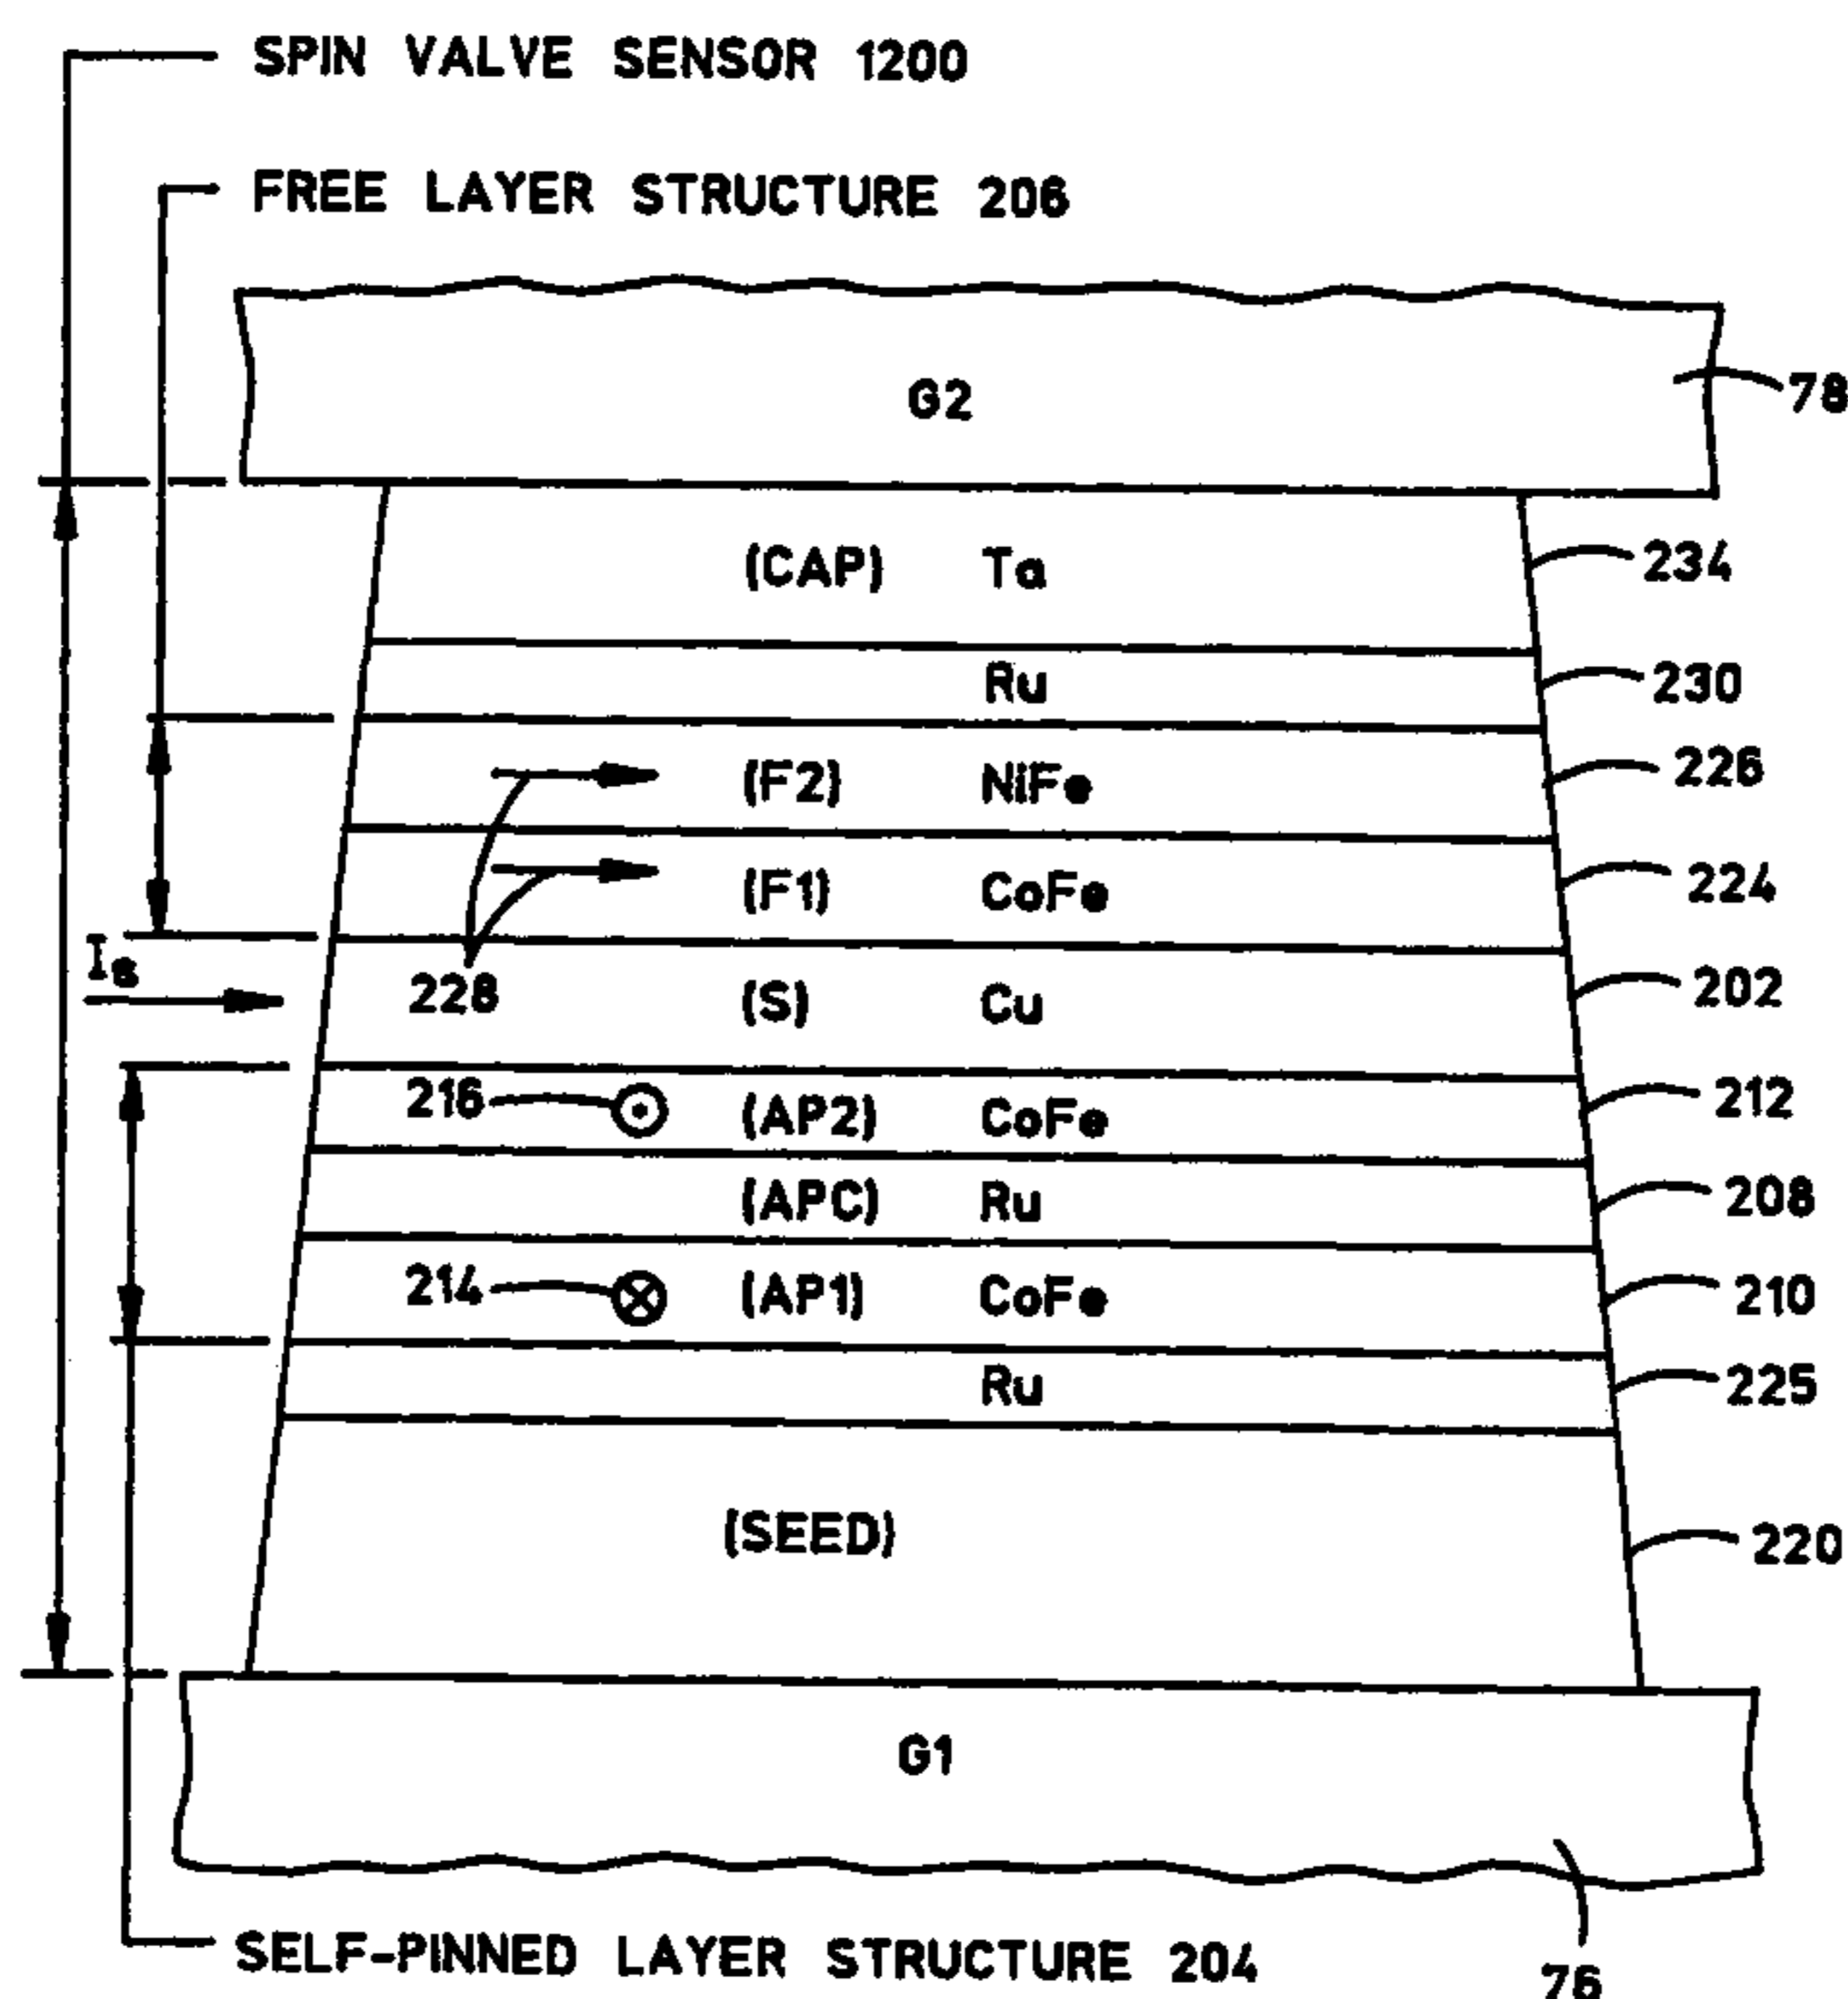 SPIN VALVE SENSOR 1200
FREE LAYER STRUCTURE 206
G2
78
(CAP) Ta
234
Ru
230
(F2) NiFe
226
(F1) CoFe
224
Is
228
(S) Cu
202
216
(AP2) CoFe
212
(APC) Ru
208
214
(AP1) CoFe
210
Ru
225
(SEED)
220
G1
SELF-PINNED LAYER STRUCTURE 204
76